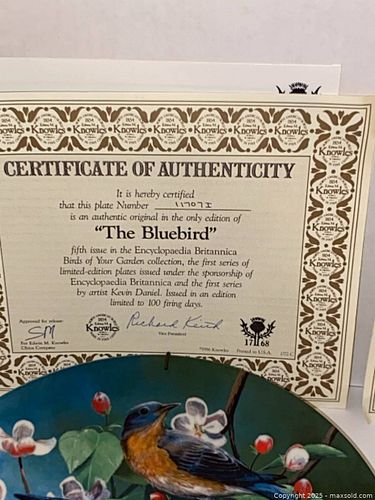 CERTIFICATE OF AUTHENTICITY
It is hereby certified
that this plate Number 11707I
is an authentic original in the only edition of
"The Bluebird"
fifth issue in the Encyclopaedia Britannica
Birds of Your Garden collection, the first series of
limited-edition plates issued under the sponsorship of
Encyclopaedia Britannica and the first series
by artist Kevin Daniel. Issued in an edition
limited to 100 firing days.
Approved for release:
SM
For Edwin M. Knowles
China Company
Knowles
Richard Keith
Vice President
17 68
©1986 Knowles
Printed in U.S.A.
Copyright 2025 - maxsold.com